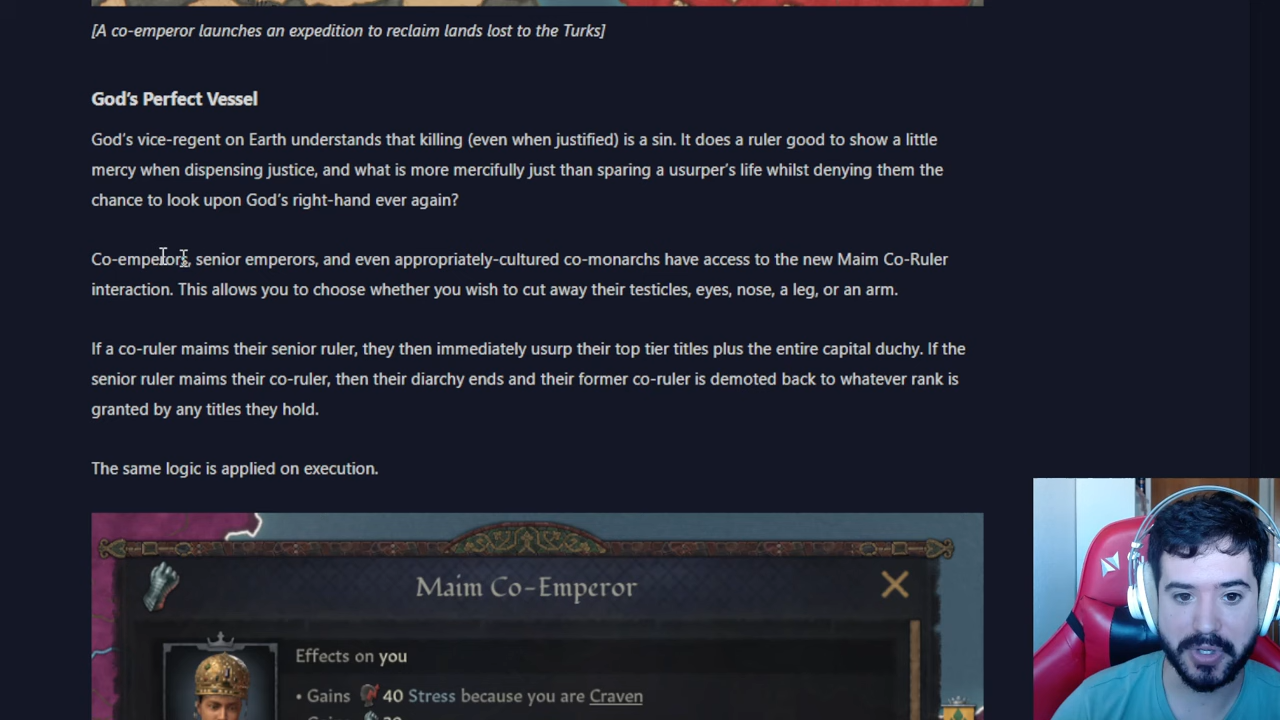 [A co-emperor launches an expedition to reclaim lands lost to the Turks]
God's Perfect Vessel
God's vice-regent on Earth understands that killing (even when justified) is a sin. It does a ruler good to show a little
mercy when dispensing justice, and what is more mercifully just than sparing a usurper's life whilst denying them the
chance to look upon God's right-hand ever again?
Co-emperors, senior emperors, and even appropriately-cultured co-monarchs have access to the new Maim Co-Ruler
interaction. This allows you to choose whether you wish to cut away their testicles, eyes, nose, a leg, or an arm.
If a co-ruler maims their senior ruler, they then immediately usurp their top tier titles plus the entire capital duchy. If the
senior ruler maims their co-ruler, then their diarchy ends and their former co-ruler is demoted back to whatever rank is
granted by any titles they hold.
The same logic is applied on execution.
Maim Co-Emperor
Effects on you
• Gains 40 Stress because you are Craven